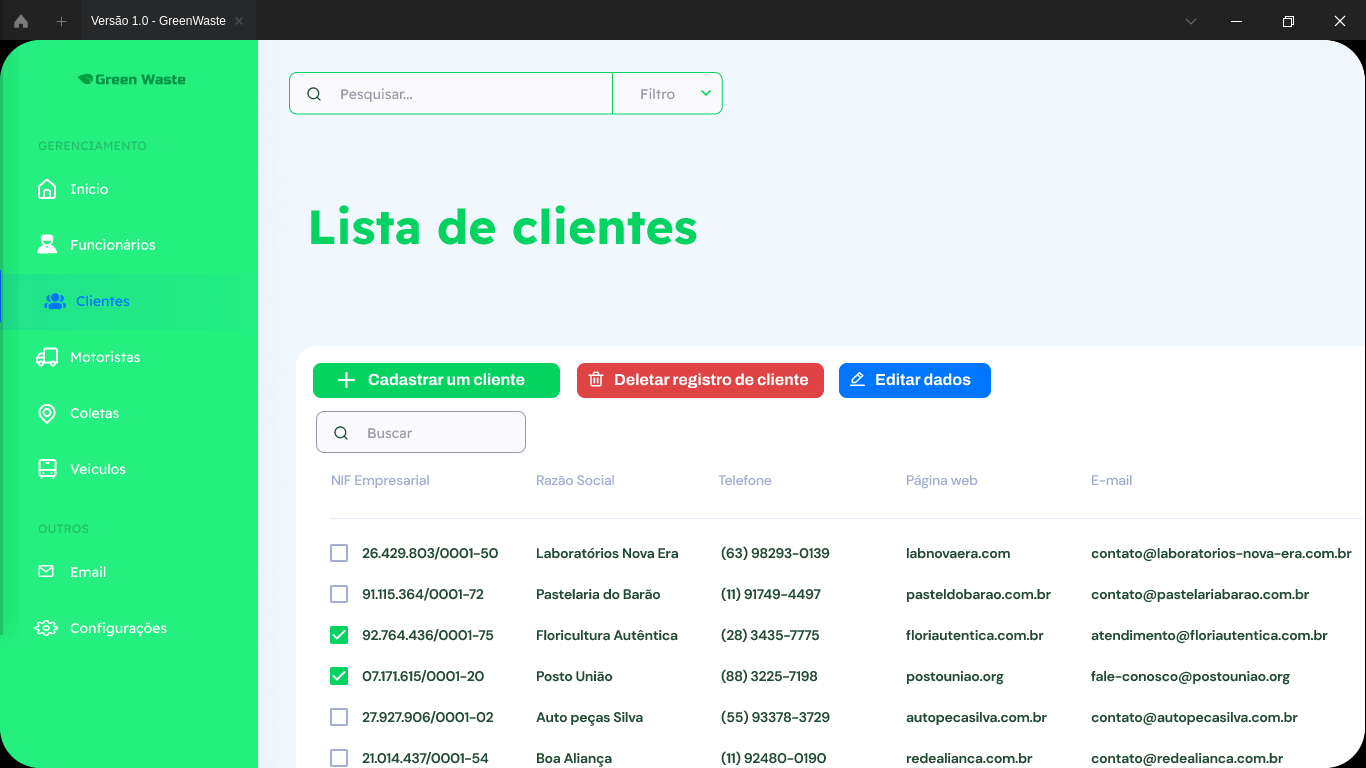 Versão 1.0 - GreenWaste
Green Waste
Pesquisar...
Filtro
GERENCIAMENTO
Início
Funcionários
Clientes
Motoristas
Coletas
Veículos
OUTROS
Email
Configurações
Lista de clientes
Cadastrar um cliente
Deletar registro de cliente
Editar dados
Buscar
NIF Empresarial Razão Social Telefone Página web E-mail
26.429.803/0001-50 Laboratórios Nova Era (63) 98293-0139 labnovaera.com contato@laboratorios-nova-era.com.br
91.115.364/0001-72 Pastelaria do Barão (11) 91749-4497 pasteldobarao.com.br contato@pastelariabarao.com.br
92.764.436/0001-75 Floricultura Autêntica (28) 3435-7775 floriautentica.com.br atendimento@floriautentica.com.br
07.171.615/0001-20 Posto União (88) 3225-7198 postouniao.org fale-conosco@postouniao.org
27.927.906/0001-02 Auto peças Silva (55) 93378-3729 autopecasilva.com.br contato@autopecasilva.com.br
21.014.437/0001-54 Boa Aliança (11) 92480-0190 redealianca.com.br contato@redealianca.com.br